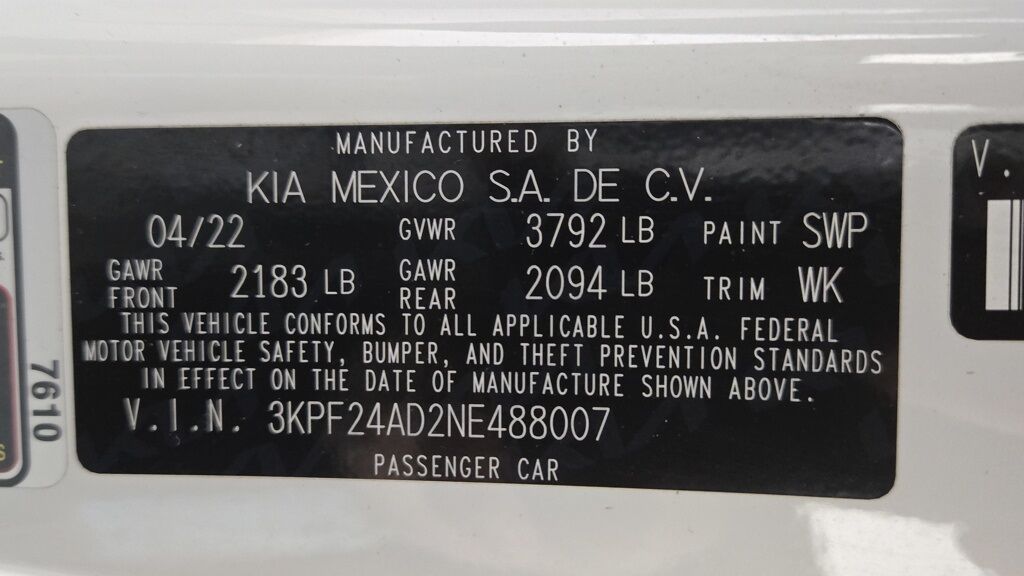 MANUFACTURED BY
KIA MEXICO S.A. DE C.V.
04/22 GVWR 3792 LB PAINT SWP
GAWR FRONT 2183 LB GAWR REAR 2094 LB TRIM WK
THIS VEHICLE CONFORMS TO ALL APPLICABLE U.S.A. FEDERAL
MOTOR VEHICLE SAFETY, BUMPER, AND THEFT PREVENTION STANDARDS
IN EFFECT ON THE DATE OF MANUFACTURE SHOWN ABOVE.
V.I.N. 3KPF24AD2NE488007
PASSENGER CAR
7610
V.